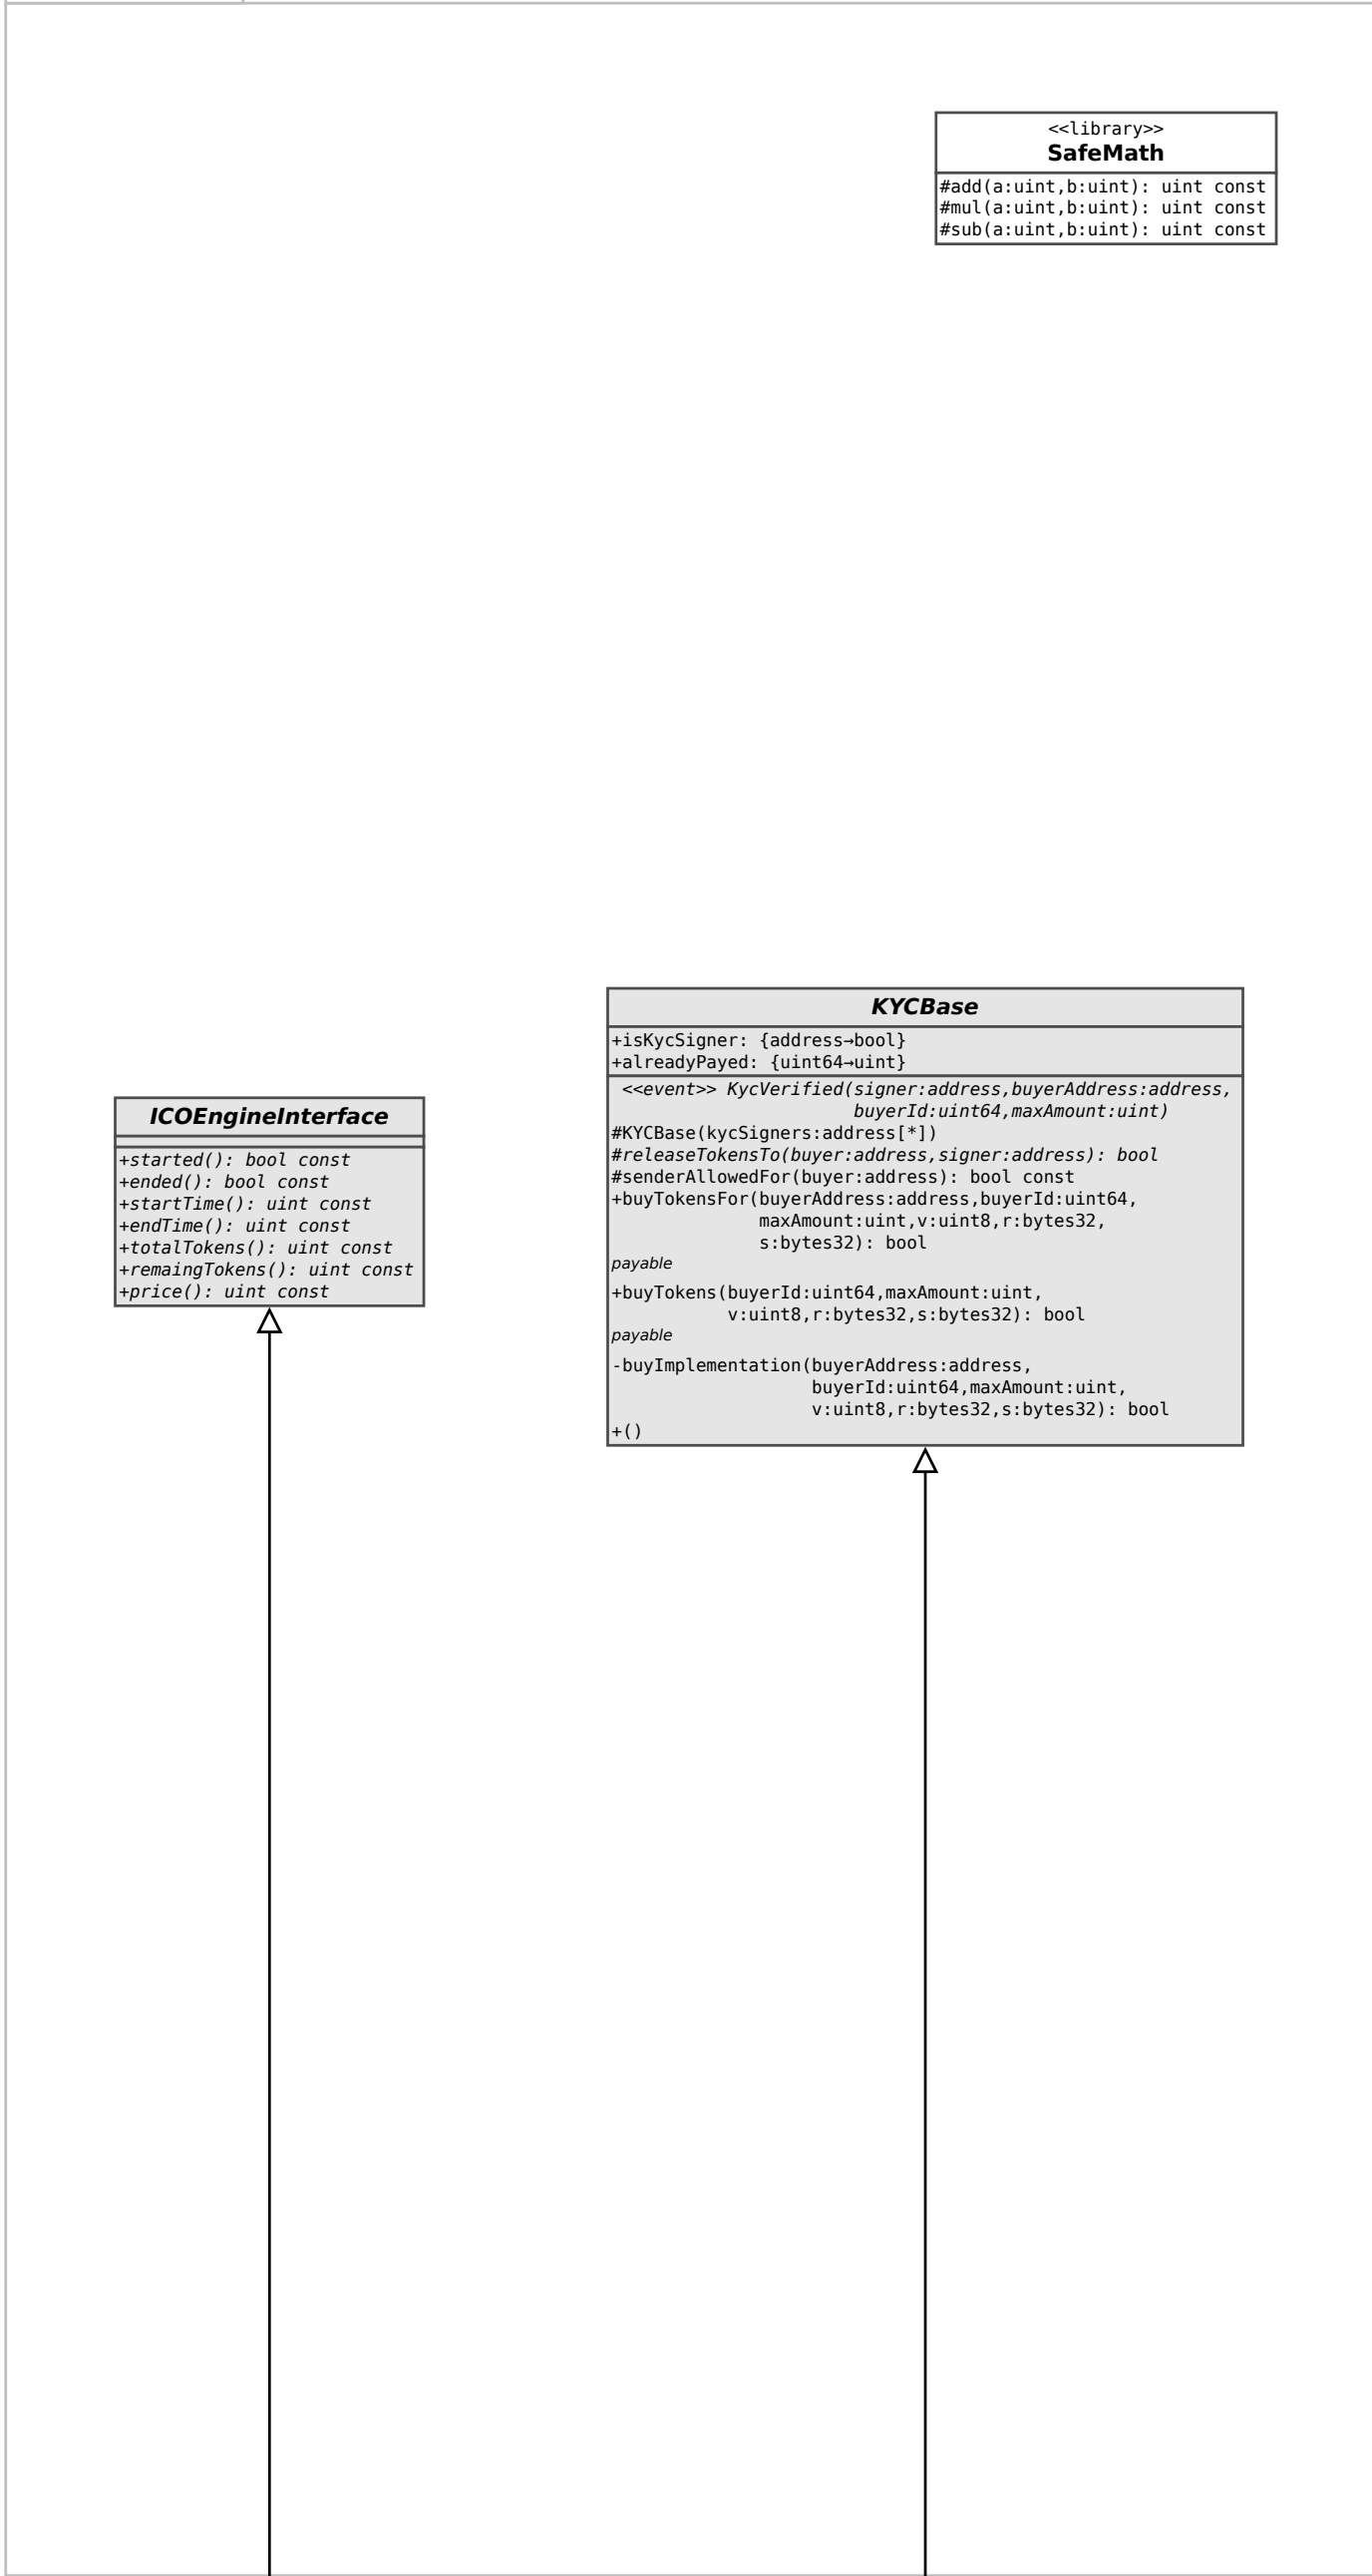 <<library>>
SafeMath
#add(a:uint,b:uint): uint const
#mul(a:uint,b:uint): uint const
#sub(a:uint,b:uint): uint const
KYCBase
+isKycSigner: {address→bool}
+alreadyPayed: {uint64→uint}
<<event>> KycVerified(signer:address,buyerAddress:address,
buyerId:uint64,maxAmount:uint)
#KYCBase(kycSigners:address[*])
#releaseTokensTo(buyer:address,signer:address): bool
#senderAllowedFor(buyer:address): bool const
+buyTokensFor(buyerAddress:address,buyerId:uint64,
maxAmount:uint,v:uint8,r:bytes32,
s:bytes32): bool
payable
+buyTokens(buyerId:uint64,maxAmount:uint,
v:uint8,r:bytes32,s:bytes32): bool
payable
-buyImplementation(buyerAddress:address,
buyerId:uint64,maxAmount:uint,
v:uint8,r:bytes32,s:bytes32): bool
+()
ICOEngineInterface
+started(): bool const
+ended(): bool const
+startTime(): uint const
+endTime(): uint const
+totalTokens(): uint const
+remaingTokens(): uint const
+price(): uint const